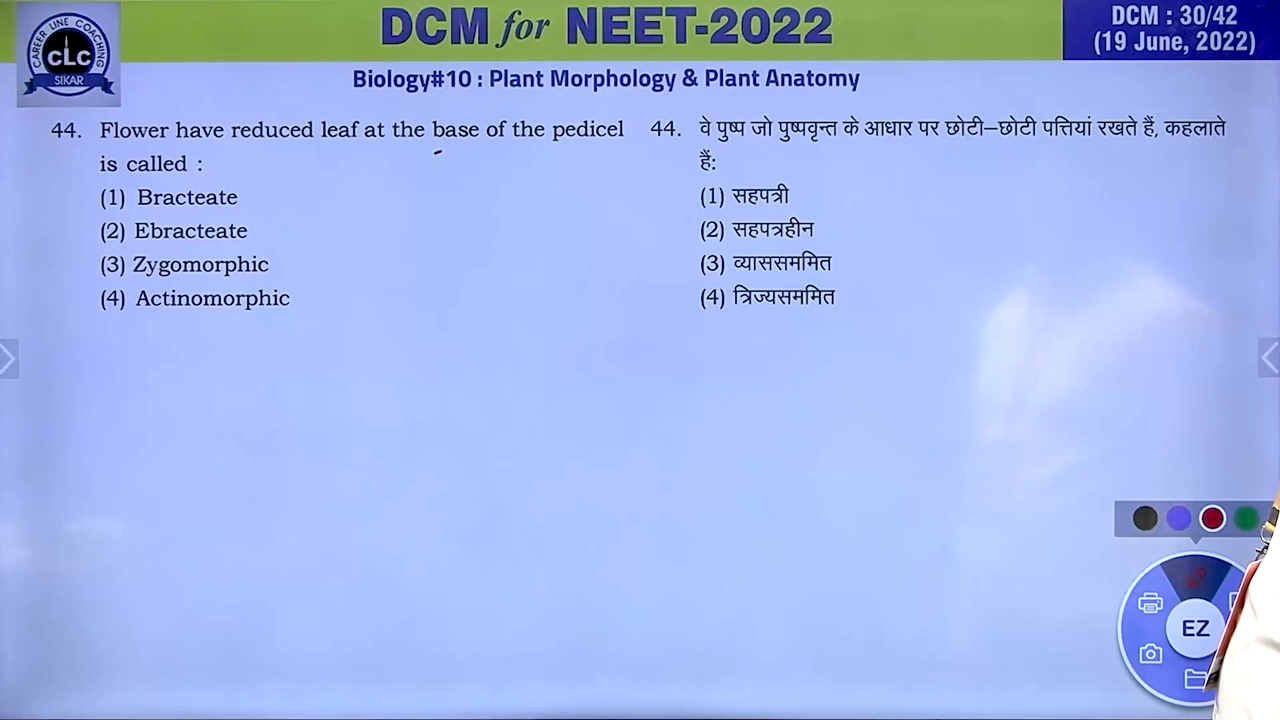 CAREER LINE COACHING
CLC
SIKAR
DCM for NEET-2022
DCM : 30/42
(19 June, 2022)
Biology#10 : Plant Morphology & Plant Anatomy
44. Flower have reduced leaf at the base of the pedicel
is called :
(1) Bracteate
(2) Ebracteate
(3) Zygomorphic
(4) Actinomorphic
44. वे पुष्प जो पुष्पवृन्त के आधार पर छोटी–छोटी पत्तियां रखते हैं, कहलाते
हैं:
(1) सहपत्री
(2) सहपत्रहीन
(3) व्याससममित
(4) त्रिज्यसममित
EZ